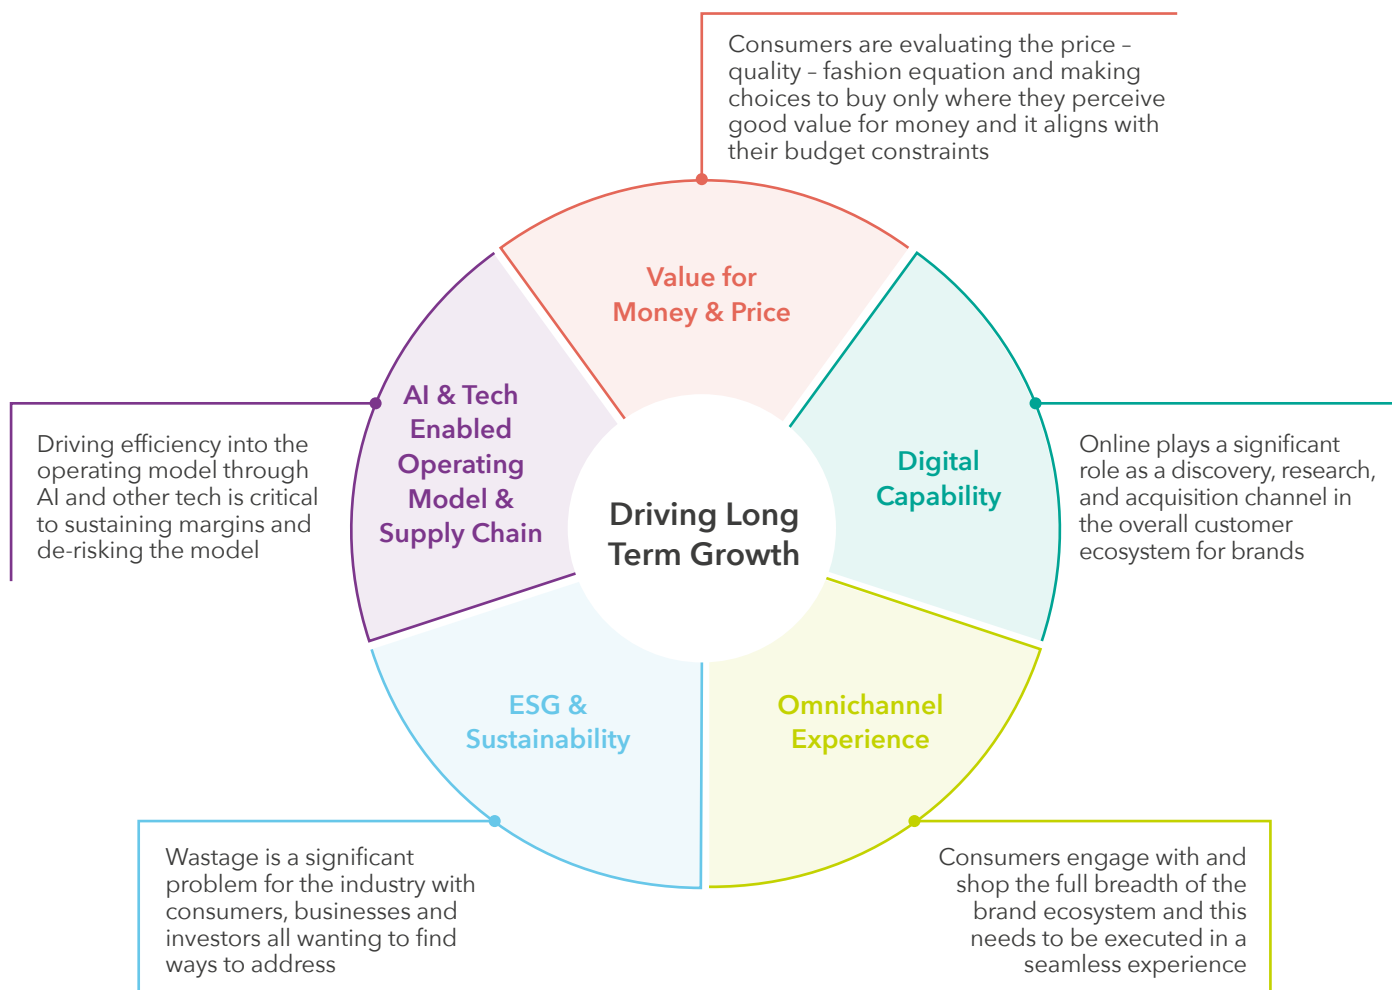 Consumers are evaluating the price –
quality – fashion equation and making
choices to buy only where they perceive
good value for money and it aligns with
their budget constraints
Value for
Money & Price
AI & Tech
Enabled
Operating
Model &
Supply Chain
Driving efficiency into the
operating model through
AI and other tech is critical
to sustaining margins and
de-risking the model
Driving Long
Term Growth
Digital
Capability
Online plays a significant
role as a discovery, research,
and acquisition channel in
the overall customer
ecosystem for brands
ESG &
Sustainability
Omnichannel
Experience
Wastage is a significant
problem for the industry with
consumers, businesses and
investors all wanting to find
ways to address
Consumers engage with and
shop the full breadth of the
brand ecosystem and this
needs to be executed in a
seamless experience